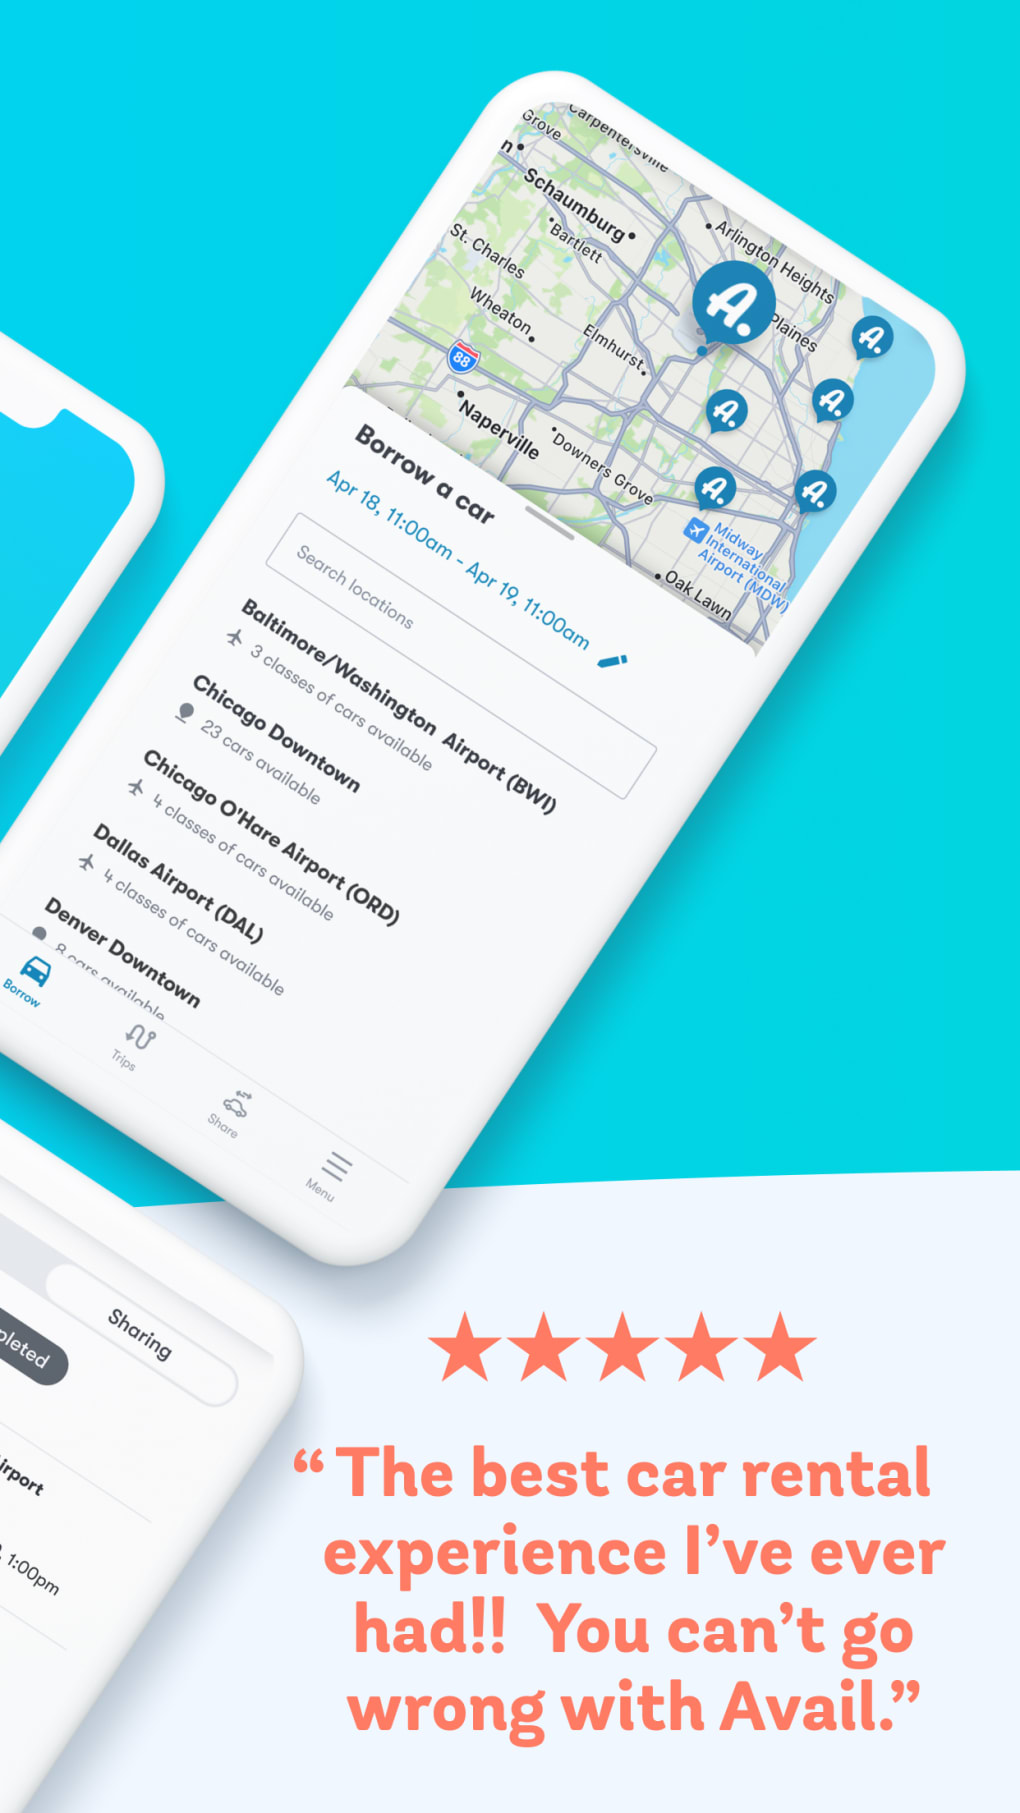 Carpentersville
Grove
Schaumburg
Arlington Heights
Bartlett
St. Charles
Plaines
Wheaton
Elmhurst
88
A.
A.
A.
A.
A.
A.
Naperville
Downers Grove
Midway
International
Airport (MDW)
Oak Lawn
Borrow a car
Apr 18, 11:00am - Apr 19, 11:00am
Search locations
Baltimore/Washington Airport (BWI)
3 classes of cars available
Chicago Downtown
23 cars available
Chicago O'Hare Airport (ORD)
4 classes of cars available
Dallas Airport (DAL)
4 classes of cars available
Denver Downtown
8 cars available
Borrow
Trips
Share
Menu
Sharing
pleted
irport
1:00pm
★★★★★
“The best car rental
experience I’ve ever
had!! You can’t go
wrong with Avail.”